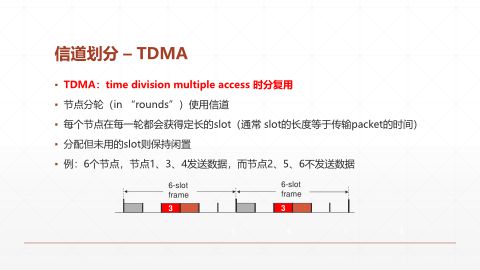 信道划分 – TDMA
TDMA：time division multiple access 时分复用
节点分轮（in “rounds”）使用信道
每个节点在每一轮都会获得定长的slot（通常 slot的长度等于传输packet的时间）
分配但未用的slot则保持闲置
例：6个节点，节点1、3、4发送数据，而节点2、5、6不发送数据
6-slot
frame
6-slot
frame
3
3